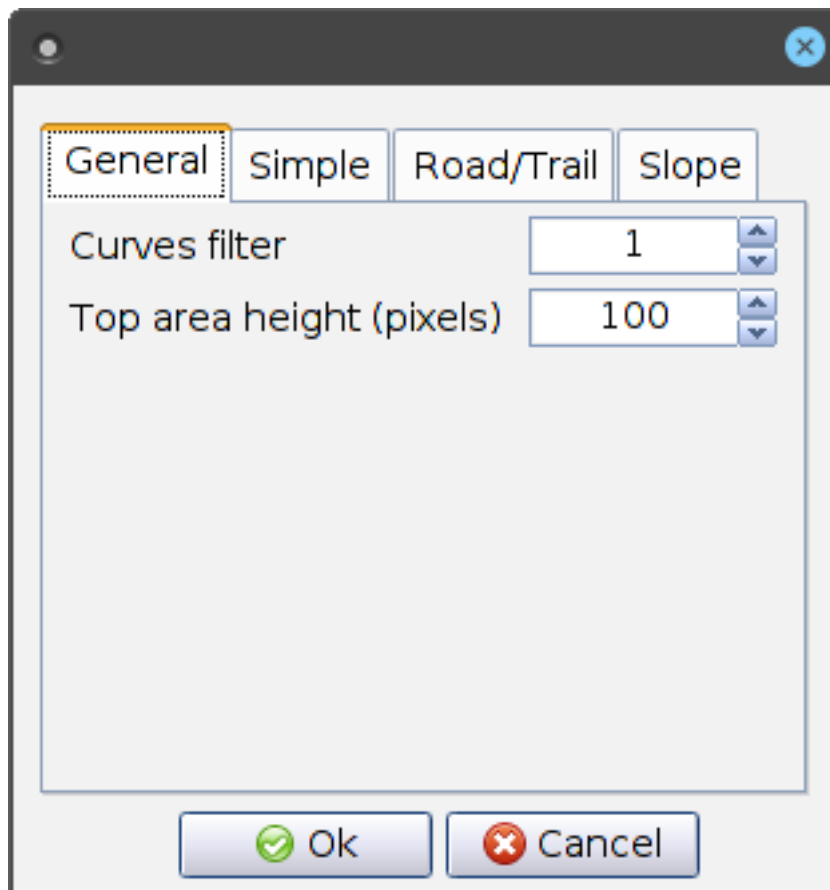 General Simple Road/Trail Slope
Curves filter 1
Top area height (pixels) 100
Ok Cancel